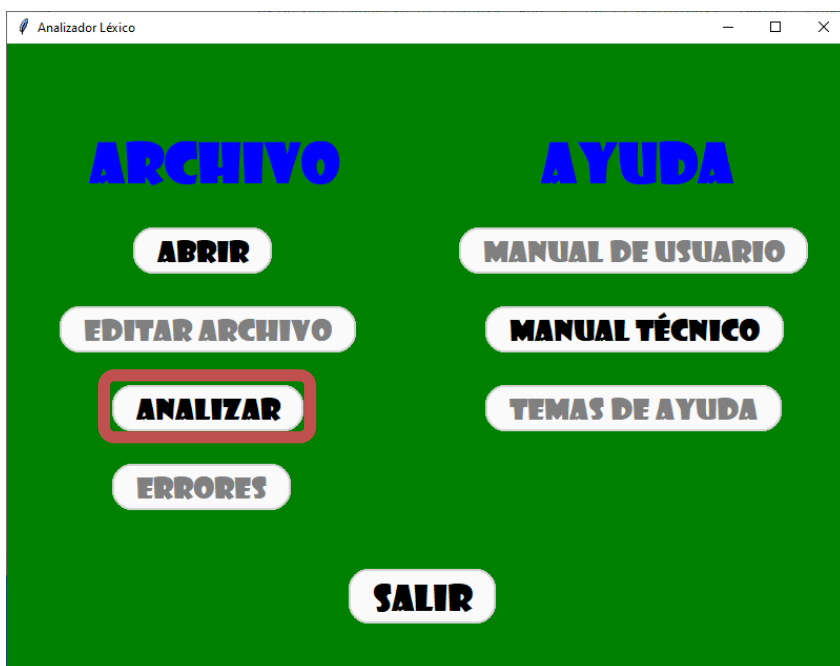 Analizador Léxico
ARCHIVO
ABRIR
EDITAR ARCHIVO
ANALIZAR
ERRORES
AYUDA
MANUAL DE USUARIO
MANUAL TÉCNICO
TEMAS DE AYUDA
SALIR